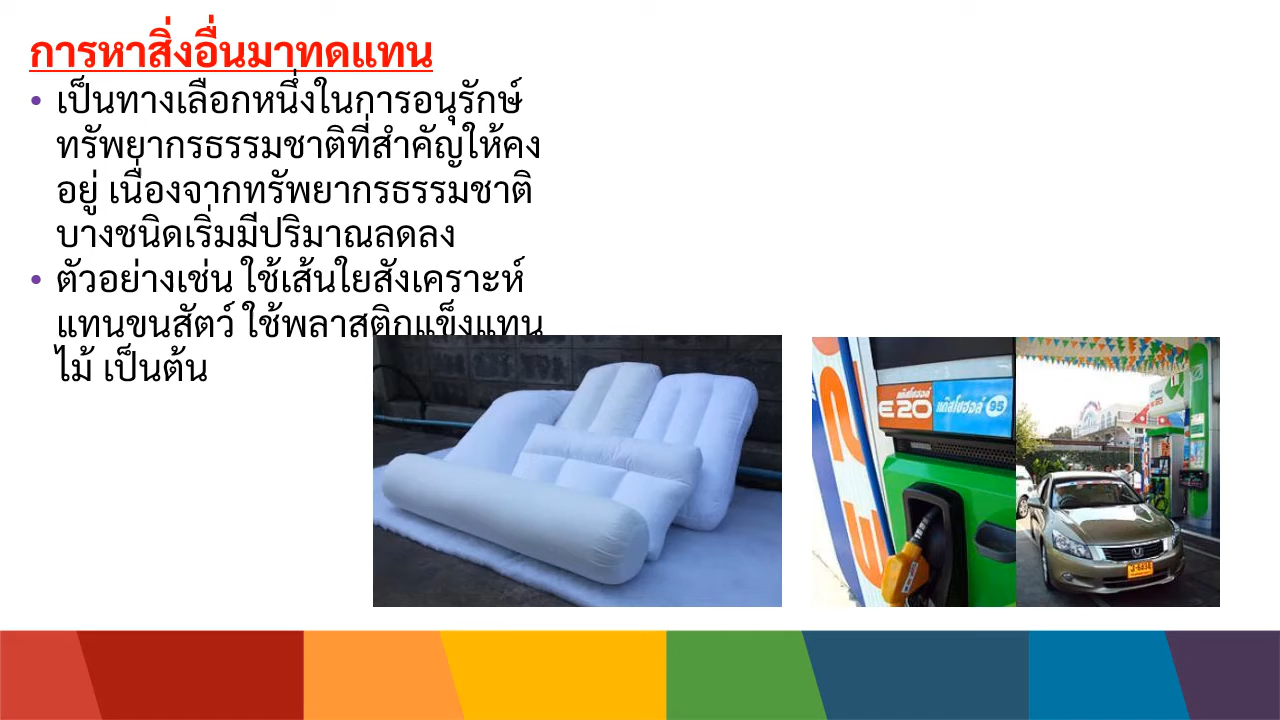 การหาสิ่งอื่นมาทดแทน
• เป็นทางเลือกหนึ่งในการอนุรักษ์
ทรัพยากรธรรมชาติที่สำคัญให้คง
อยู่ เนื่องจากทรัพยากรธรรมชาติ
บางชนิดเริ่มมีปริมาณลดลง
• ตัวอย่างเช่น ใช้เส้นใยสังเคราะห์
แทนขนสัตว์ ใช้พลาสติกแข็งแทน
ไม้ เป็นต้น
แก๊สโซฮอล์
E20
แก๊สโซฮอล์ 95